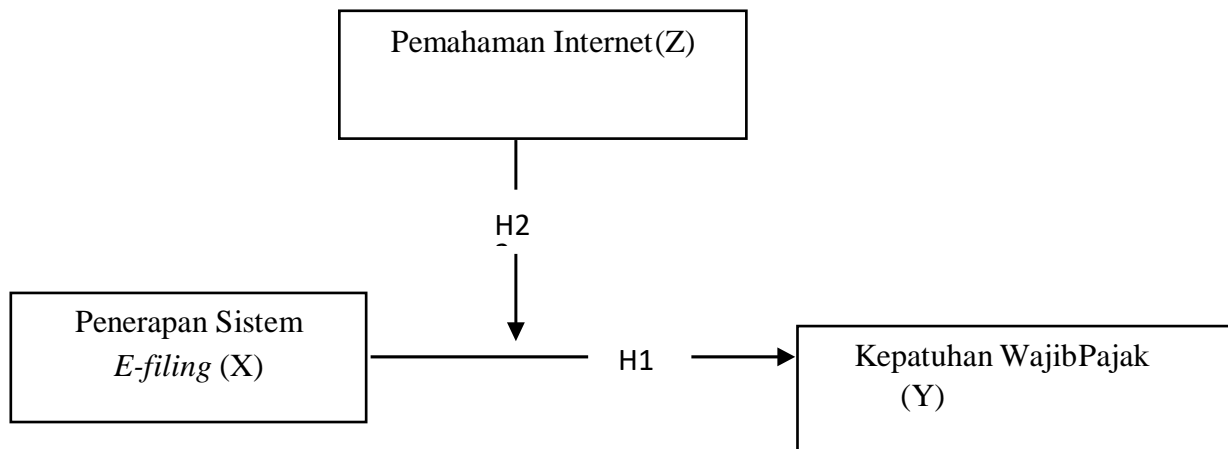 Pemahaman Internet(Z)
H2
Penerapan Sistem
E-filing (X)
H1
Kepatuhan WajibPajak
(Y)